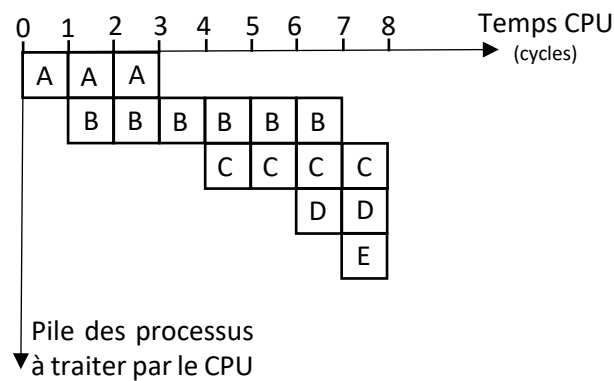 0 1 2 3 4 5 6 7 8 Temps CPU
(cycles)
A A A
B B B B B B
C C C C
D D
E
Pile des processus
à traiter par le CPU